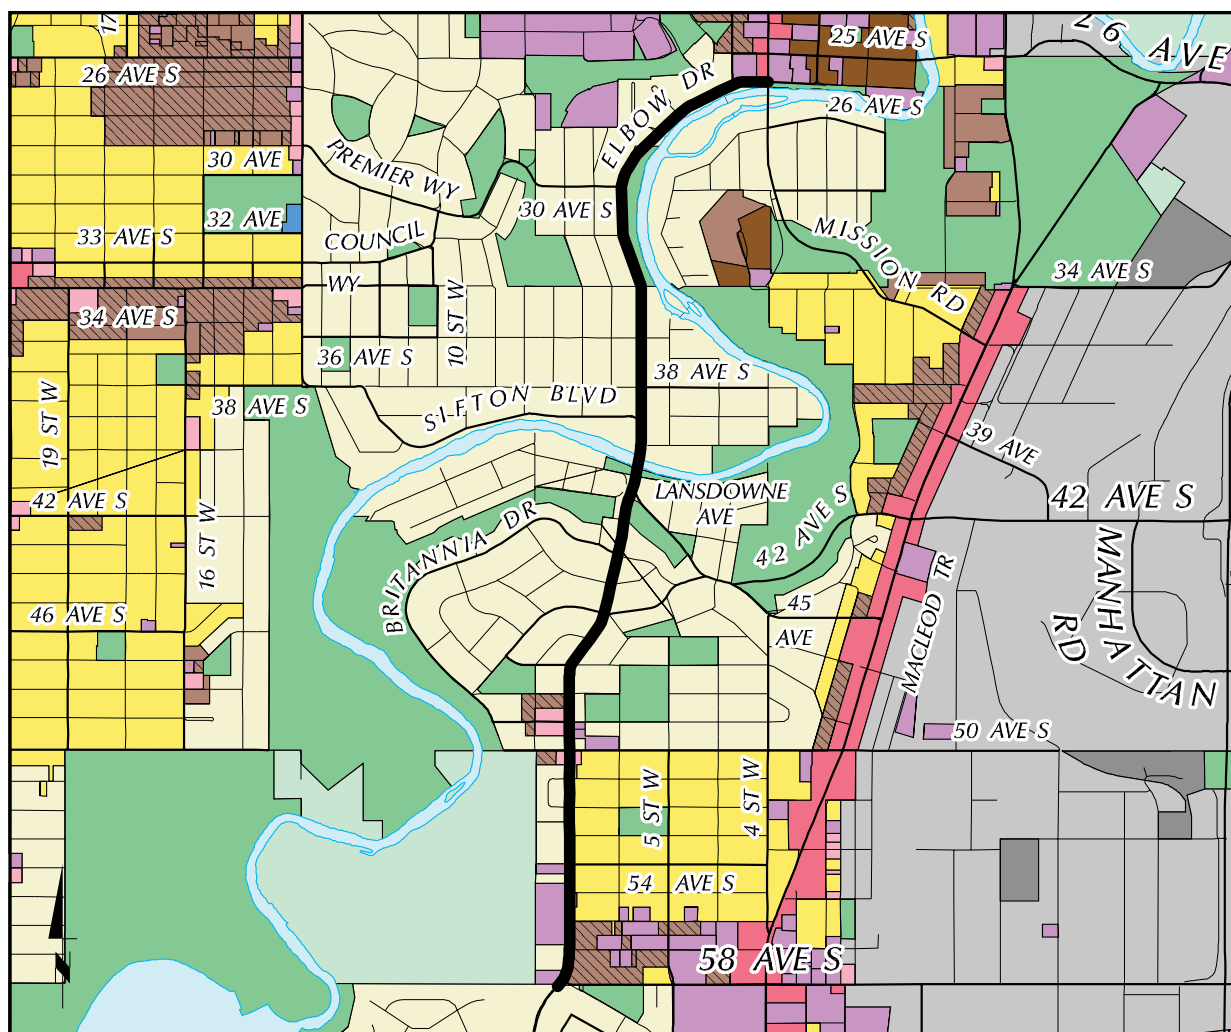 17
25 AVE S
26 AVE
26 AVE S
ELBOW DR
26 AVE S
30 AVE
PREMIER WY
32 AVE
30 AVE S
33 AVE S
COUNCIL
WY
MISSION RD
34 AVE S
34 AVE S
10 ST W
36 AVE S
38 AVE S
SIFTON BLVD
38 AVE S
19 ST W
39 AVE
42 AVE S
LANSDOWNE
AVE
42 AVE S
42 AVE S
16 ST W
BRITANNIA DR
MANHATTAN
RD
MACLEOD TR
46 AVE S
45
AVE
50 AVE S
5 ST W
4 ST W
54 AVE S
58 AVE S